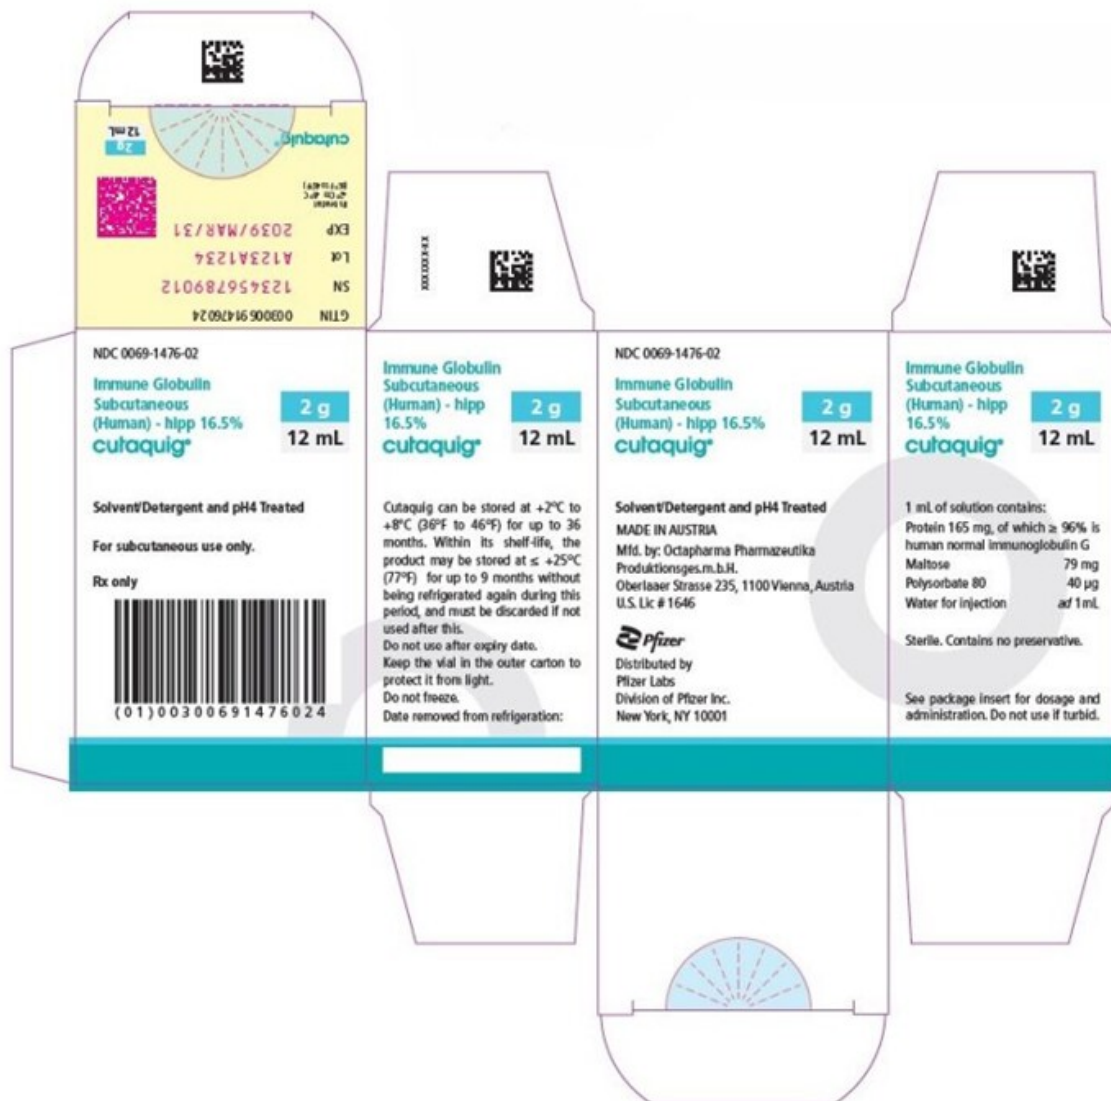 cutaquig®
2g
12 mL
EXP 2039/MAR/31
Lot A123A1234
SN 123456789012
GTIN 00300691476024
XXXXXXX-XX
NDC 0069-1476-02
Immune Globulin
Subcutaneous
(Human) - hipp 16.5%
cutaquig®
2 g
12 mL
Solvent/Detergent and pH4 Treated
For subcutaneous use only.
Rx only
(01)00300691476024
Immune Globulin
Subcutaneous
(Human) - hipp
16.5%
cutaquig®
2 g
12 mL
Cutaquig can be stored at +2°C to
+8°C (36°F to 46°F) for up to 36
months. Within its shelf-life, the
product may be stored at ≤ +25°C
(77°F) for up to 9 months without
being refrigerated again during this
period, and must be discarded if not
used after this.
Do not use after expiry date.
Keep the vial in the outer carton to
protect it from light.
Do not freeze.
Date removed from refrigeration:
NDC 0069-1476-02
Immune Globulin
Subcutaneous
(Human) - hipp 16.5%
cutaquig®
2 g
12 mL
Solvent/Detergent and pH4 Treated
MADE IN AUSTRIA
Mfd. by: Octapharma Pharmazeutika
Produktionsges.m.b.H.
Oberlaaer Strasse 235, 1100 Vienna, Austria
U.S. Lic # 1646
Pfizer
Distributed by
Pfizer Labs
Division of Pfizer Inc.
New York, NY 10001
Immune Globulin
Subcutaneous
(Human) - hipp
16.5%
cutaquig®
2 g
12 mL
1 mL of solution contains:
Protein 165 mg, of which ≥ 96% is
human normal immunoglobulin G
Maltose 79 mg
Polysorbate 80 40 µg
Water for injection ad 1mL
Sterile. Contains no preservative.
See package insert for dosage and
administration. Do not use if turbid.